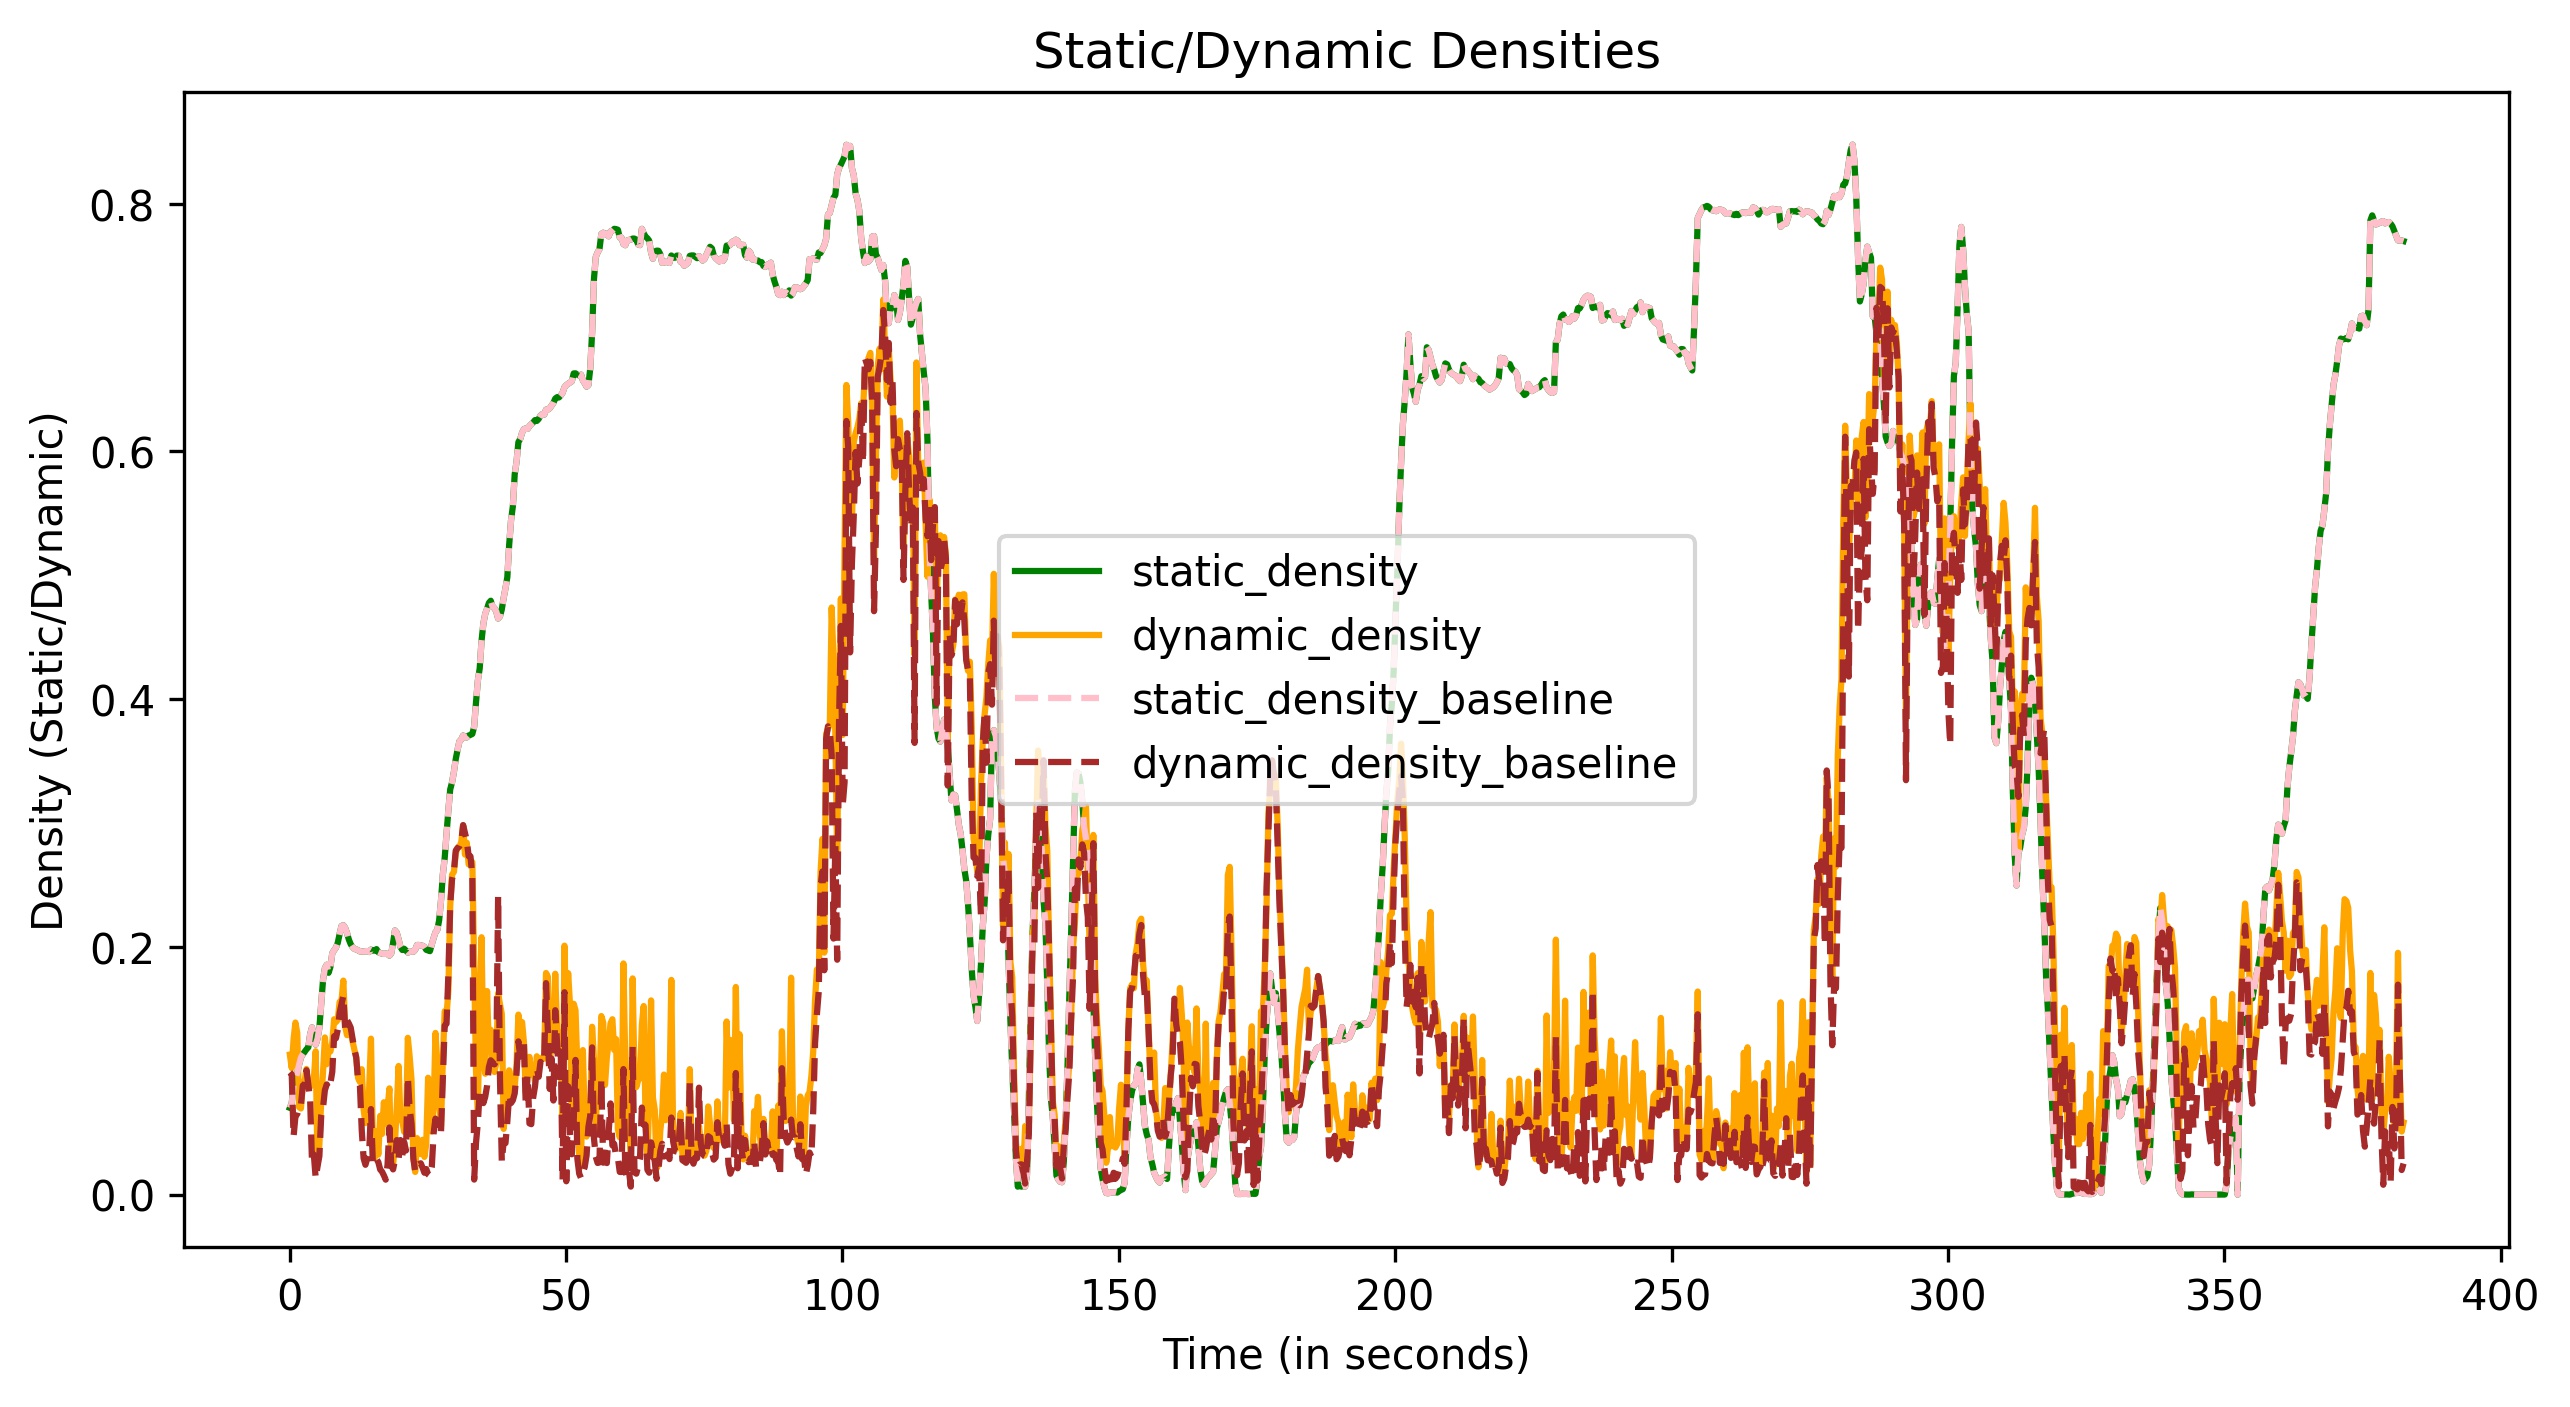 Static/Dynamic Densities
Density (Static/Dynamic)
0.8
0.6
0.4
0.2
0.0
static_density
dynamic_density
static_density_baseline
dynamic_density_baseline
0 50 100 150 200 250 300 350 400
Time (in seconds)